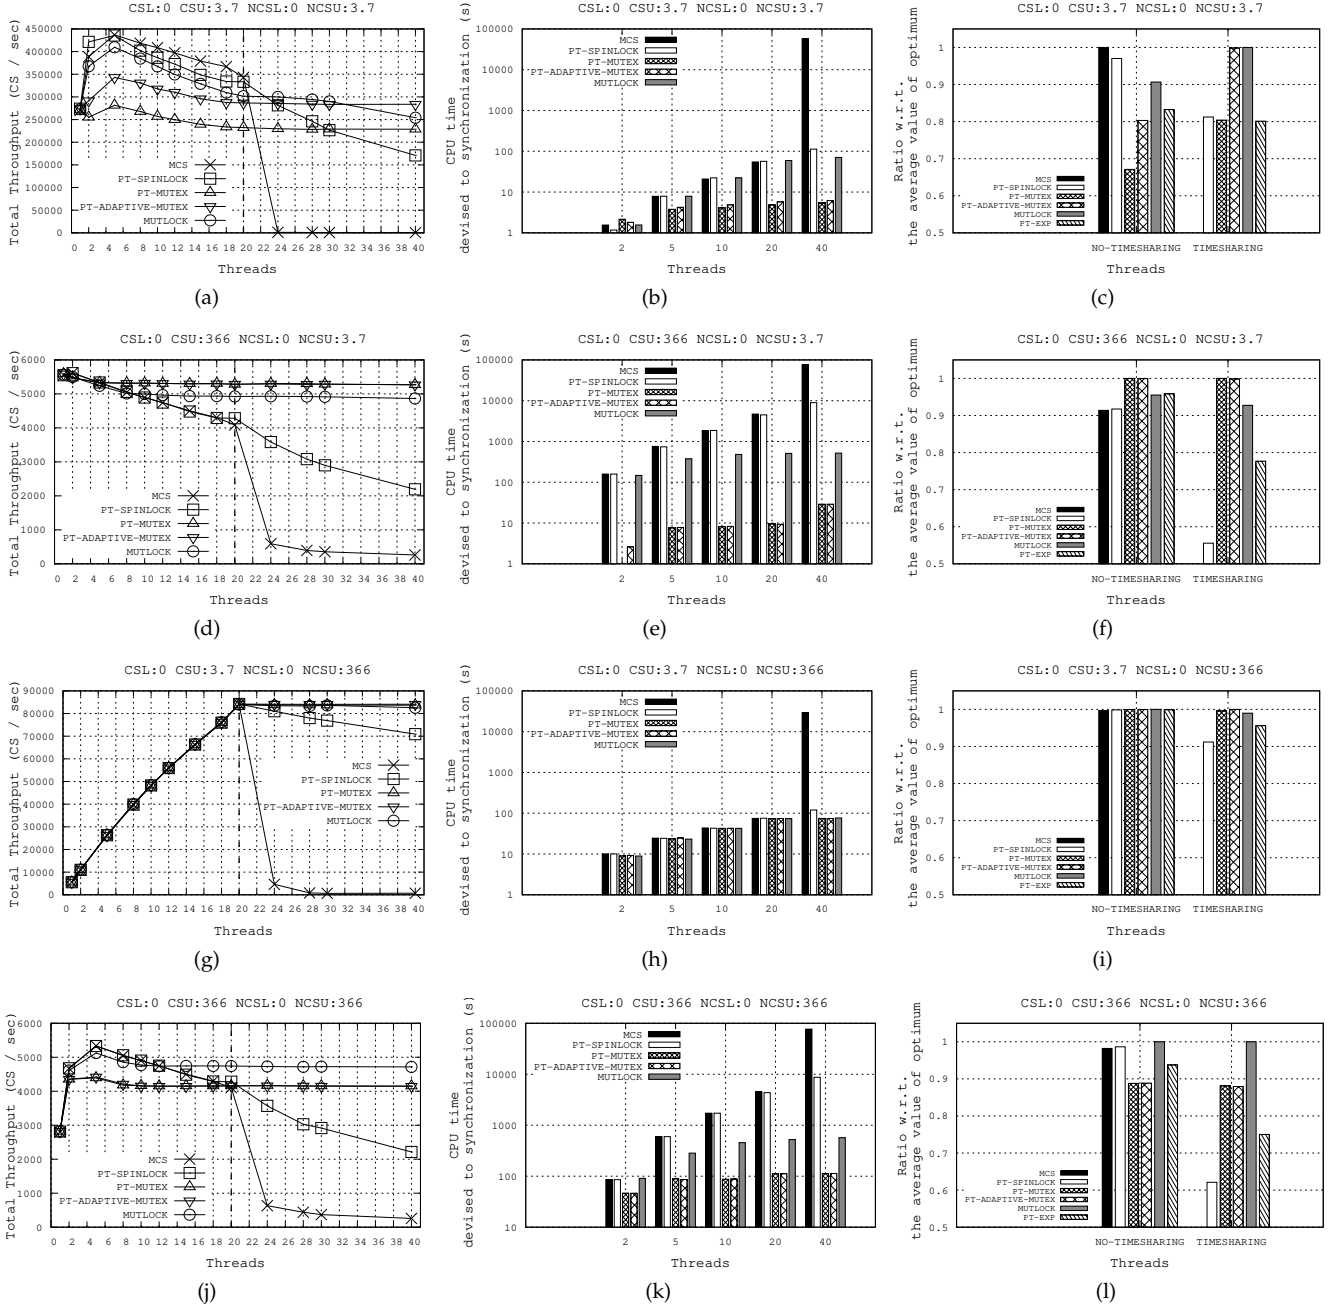 CSL:0 CSU:3.7 NCSL:0 NCSU:3.7
Total Throughput (CS / sec)
450000
400000
350000
300000
250000
200000
150000
100000
50000
0
MCS
PT-SPINLOCK
PT-MUTEX
PT-ADAPTIVE-MUTEX
MUTLOCK
0 2 4 6 8 10 12 14 16 18 20 22 24 26 28 30 32 34 36 38 40
Threads
(a)
CSL:0 CSU:3.7 NCSL:0 NCSU:3.7
CPU time
devised to synchronization (s)
100000
10000
1000
100
10
1
MCS
PT-SPINLOCK
PT-MUTEX
PT-ADAPTIVE-MUTEX
MUTLOCK
2 5 10 20 40
Threads
(b)
CSL:0 CSU:3.7 NCSL:0 NCSU:3.7
Ratio w.r.t.
the average value of optimum
1
0.9
0.8
0.7
0.6
0.5
MCS
PT-SPINLOCK
PT-MUTEX
PT-ADAPTIVE-MUTEX
MUTLOCK
PT-EXP
NO-TIMESHARING TIMESHARING
Threads
(c)
CSL:0 CSU:366 NCSL:0 NCSU:3.7
Total Throughput (CS / sec)
6000
5000
4000
3000
2000
1000
0
MCS
PT-SPINLOCK
PT-MUTEX
PT-ADAPTIVE-MUTEX
MUTLOCK
0 2 4 6 8 10 12 14 16 18 20 22 24 26 28 30 32 34 36 38 40
Threads
(d)
CSL:0 CSU:366 NCSL:0 NCSU:3.7
CPU time
devised to synchronization (s)
100000
10000
1000
100
10
1
MCS
PT-SPINLOCK
PT-MUTEX
PT-ADAPTIVE-MUTEX
MUTLOCK
2 5 10 20 40
Threads
(e)
CSL:0 CSU:366 NCSL:0 NCSU:3.7
Ratio w.r.t.
the average value of optimum
1
0.9
0.8
0.7
0.6
0.5
MCS
PT-SPINLOCK
PT-MUTEX
PT-ADAPTIVE-MUTEX
MUTLOCK
PT-EXP
NO-TIMESHARING TIMESHARING
Threads
(f)
CSL:0 CSU:3.7 NCSL:0 NCSU:366
Total Throughput (CS / sec)
90000
80000
70000
60000
50000
40000
30000
20000
10000
0
MCS
PT-SPINLOCK
PT-MUTEX
PT-ADAPTIVE-MUTEX
MUTLOCK
0 2 4 6 8 10 12 14 16 18 20 22 24 26 28 30 32 34 36 38 40
Threads
(g)
CSL:0 CSU:3.7 NCSL:0 NCSU:366
CPU time
devised to synchronization (s)
100000
10000
1000
100
10
1
MCS
PT-SPINLOCK
PT-MUTEX
PT-ADAPTIVE-MUTEX
MUTLOCK
2 5 10 20 40
Threads
(h)
CSL:0 CSU:3.7 NCSL:0 NCSU:366
Ratio w.r.t.
the average value of optimum
1
0.9
0.8
0.7
0.6
0.5
MCS
PT-SPINLOCK
PT-MUTEX
PT-ADAPTIVE-MUTEX
MUTLOCK
PT-EXP
NO-TIMESHARING TIMESHARING
Threads
(i)
CSL:0 CSU:366 NCSL:0 NCSU:366
Total Throughput (CS / sec)
6000
5000
4000
3000
2000
1000
0
MCS
PT-SPINLOCK
PT-MUTEX
PT-ADAPTIVE-MUTEX
MUTLOCK
0 2 4 6 8 10 12 14 16 18 20 22 24 26 28 30 32 34 36 38 40
Threads
(j)
CSL:0 CSU:366 NCSL:0 NCSU:366
CPU time
devised to synchronization (s)
100000
10000
1000
100
10
MCS
PT-SPINLOCK
PT-MUTEX
PT-ADAPTIVE-MUTEX
MUTLOCK
2 5 10 20 40
Threads
(k)
CSL:0 CSU:366 NCSL:0 NCSU:366
Ratio w.r.t.
the average value of optimum
1
0.9
0.8
0.7
0.6
0.5
MCS
PT-SPINLOCK
PT-MUTEX
PT-ADAPTIVE-MUTEX
MUTLOCK
PT-EXP
NO-TIMESHARING TIMESHARING
Threads
(l)